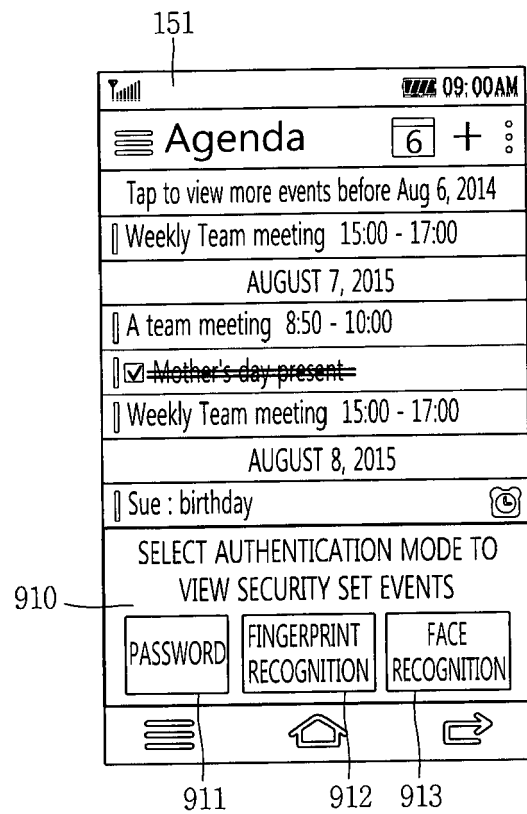 151
09:00AM
Agenda 6 +
Tap to view more events before Aug 6, 2014
Weekly Team meeting 15:00 - 17:00
AUGUST 7, 2015
A team meeting 8:50 - 10:00
Mother's day present
Weekly Team meeting 15:00 - 17:00
AUGUST 8, 2015
Sue : birthday
SELECT AUTHENTICATION MODE TO
VIEW SECURITY SET EVENTS
910
PASSWORD
FINGERPRINT
RECOGNITION
FACE
RECOGNITION
911 912 913